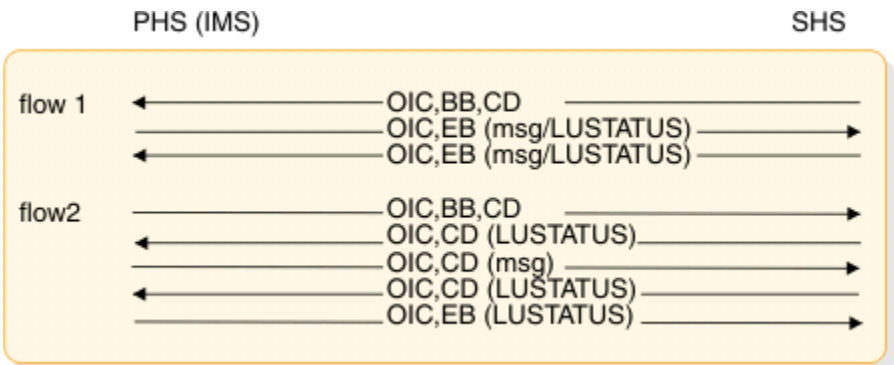 PHS (IMS) SHS
flow 1 OIC,BB,CD
OIC,EB (msg/LUSTATUS)
OIC,EB (msg/LUSTATUS)
flow2 OIC,BB,CD
OIC,CD (LUSTATUS)
OIC,CD (msg)
OIC,CD (LUSTATUS)
OIC,EB (LUSTATUS)